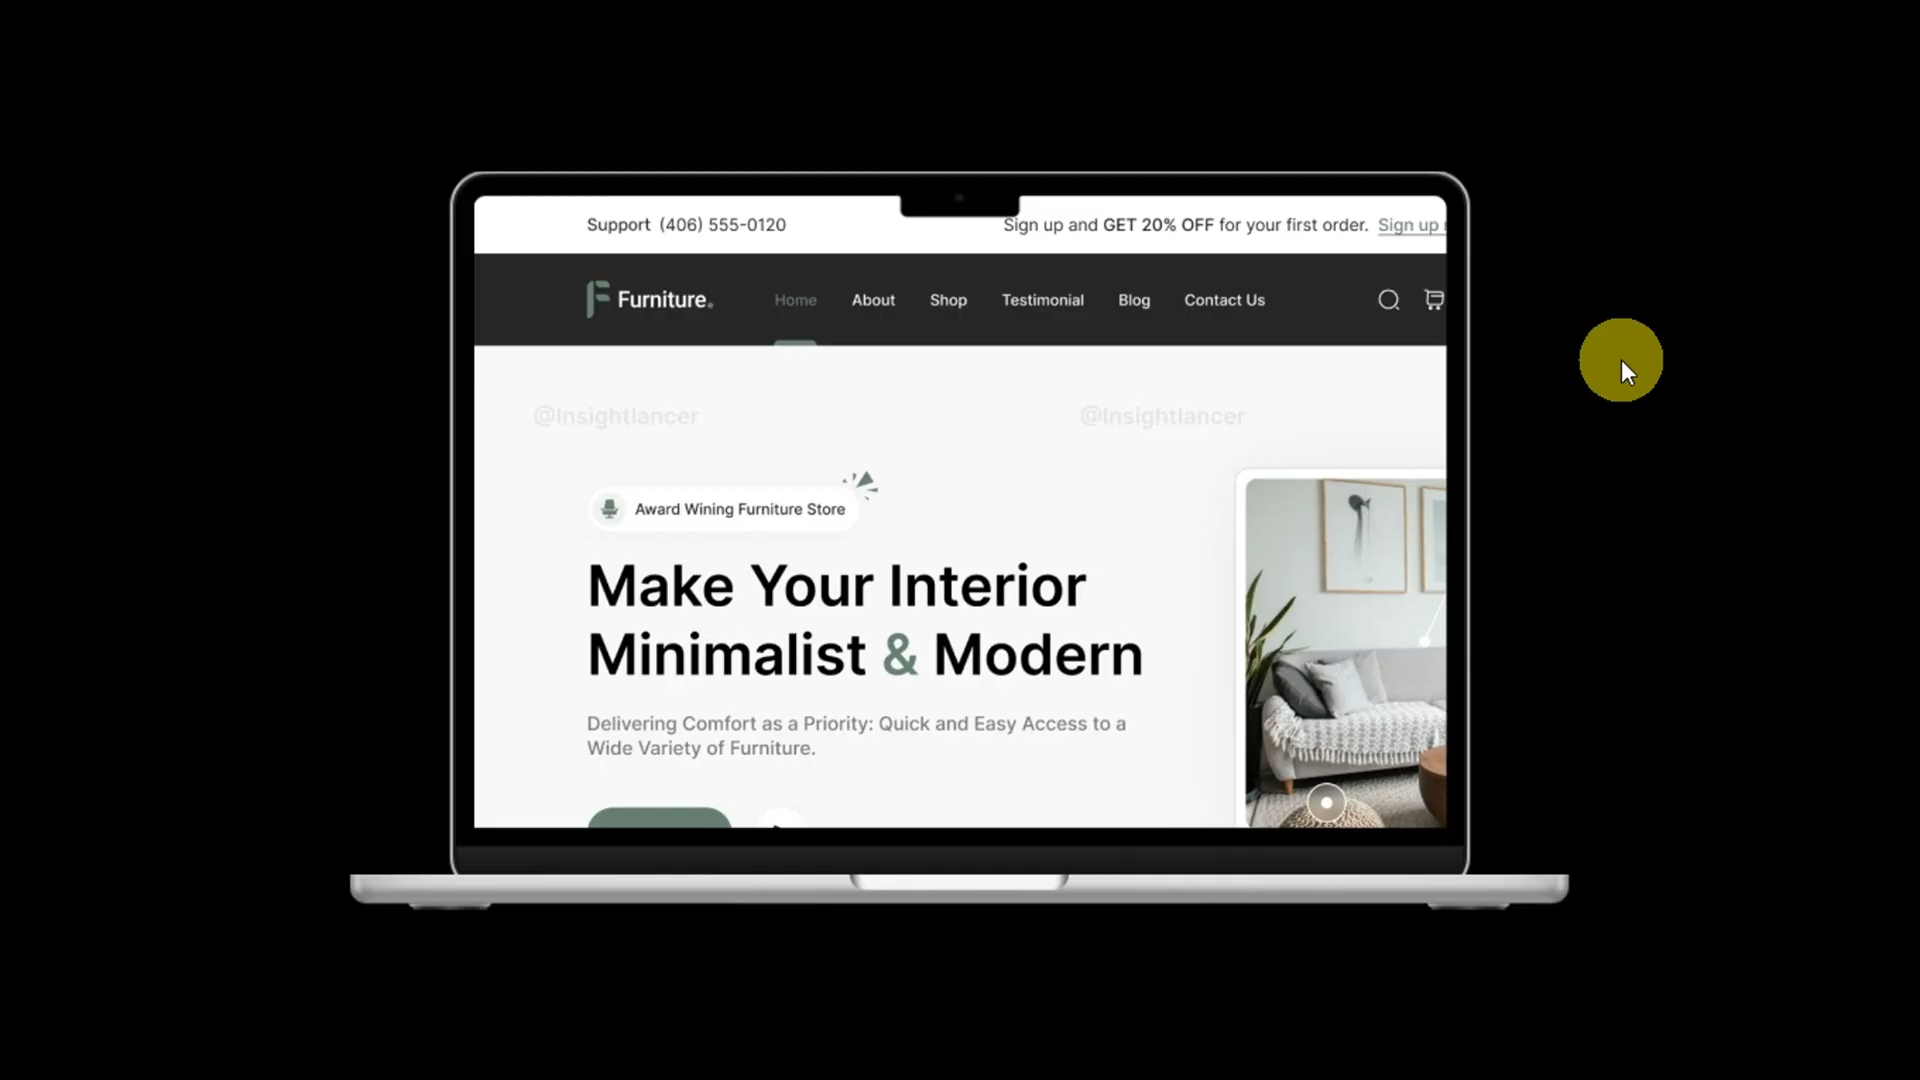 Support (406) 555-0120
Sign up and GET 20% OFF for your first order. Sign up
Furniture.
Home About Shop Testimonial Blog Contact Us
@Insightlancer @Insightlancer
Award Wining Furniture Store
Make Your Interior
Minimalist & Modern
Delivering Comfort as a Priority: Quick and Easy Access to a
Wide Variety of Furniture.